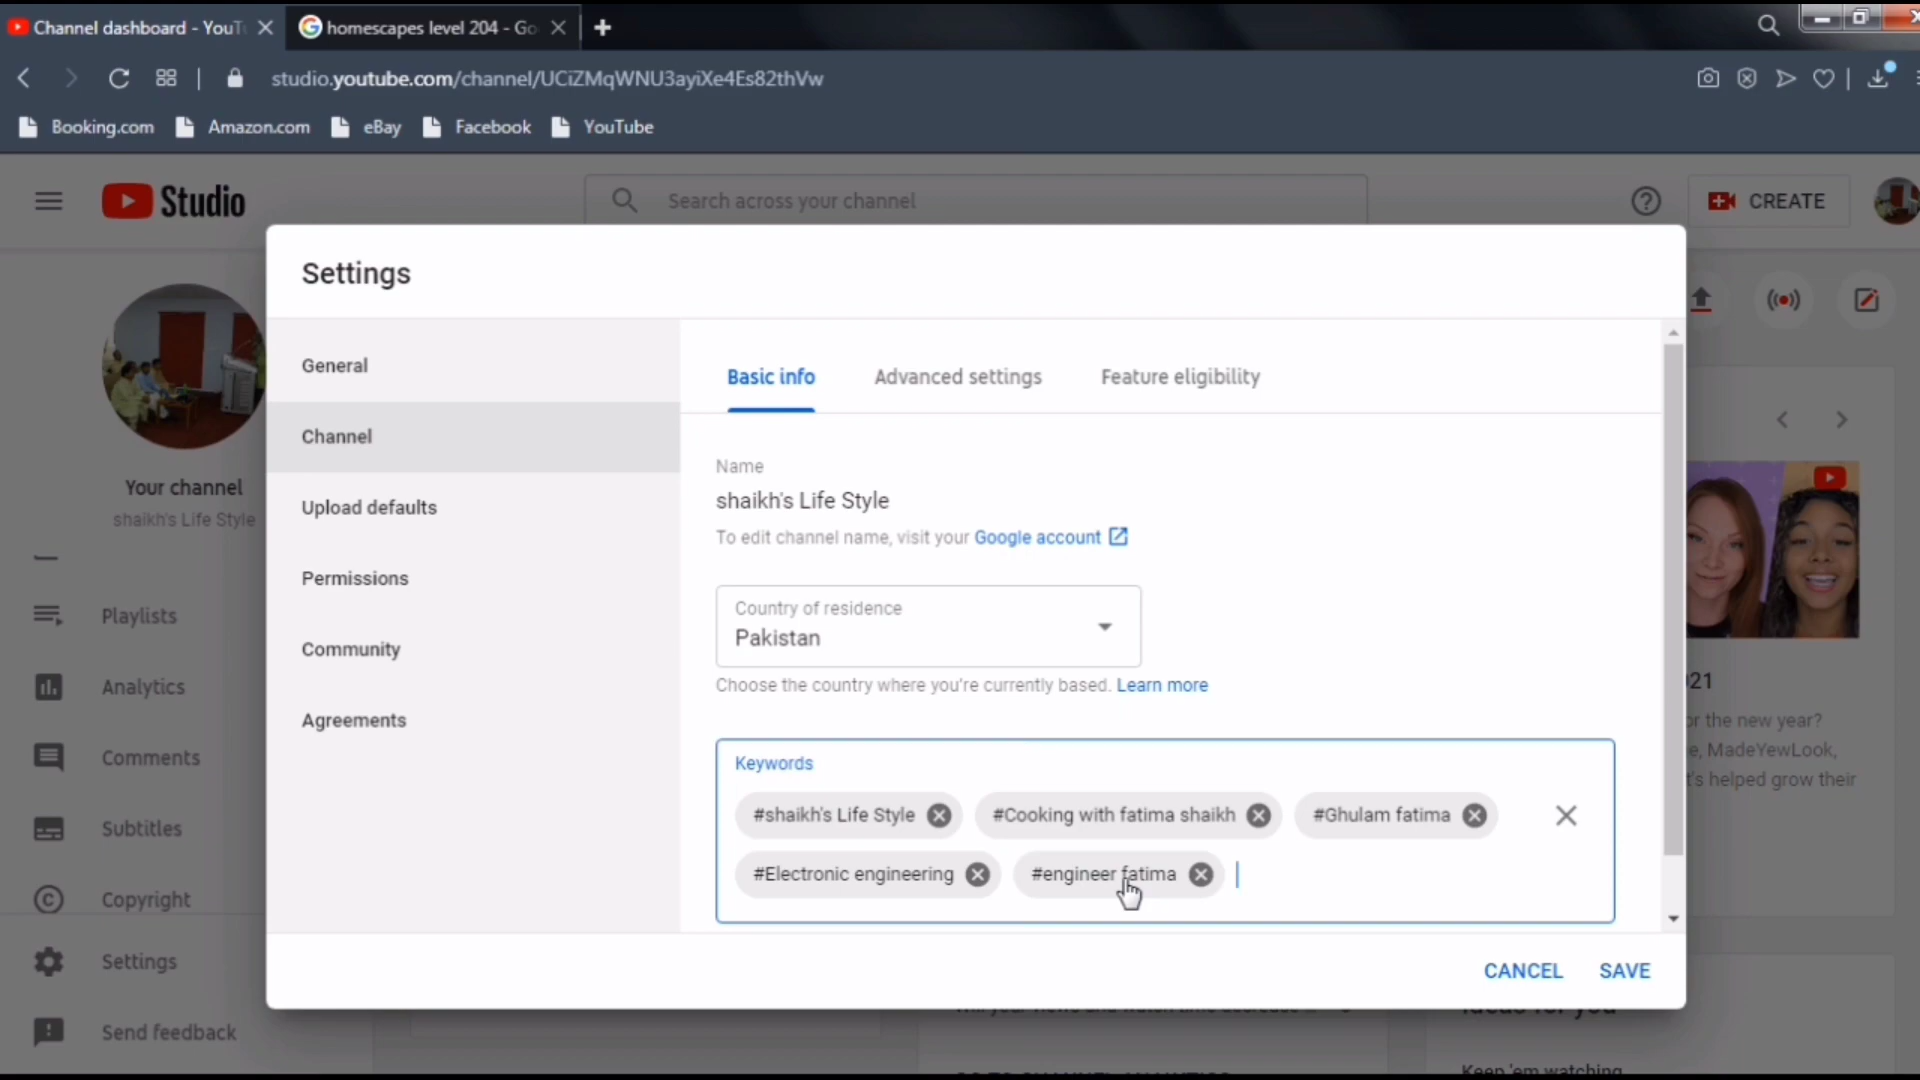 Channel dashboard - YouT
homescapes level 204 - Go
studio.youtube.com/channel/UCiZMqWNU3ayiXe4Es82thVw
Booking.com Amazon.com eBay Facebook YouTube
Studio
Search across your channel
CREATE
Settings
General
Channel
Upload defaults
Permissions
Community
Agreements
Basic info Advanced settings Feature eligibility
Name
shaikh's Life Style
To edit channel name, visit your Google account
Country of residence
Pakistan
Choose the country where you're currently based. Learn more
Keywords
#shaikh's Life Style #Cooking with fatima shaikh #Ghulam fatima
#Electronic engineering #engineer fatima
CANCEL SAVE
Your channel
shaikh's Life Style
Playlists
Analytics
Comments
Subtitles
Copyright
Settings
Send feedback
021
or the new year?
e, MadeYewLook,
t's helped grow their
Keep 'em watching